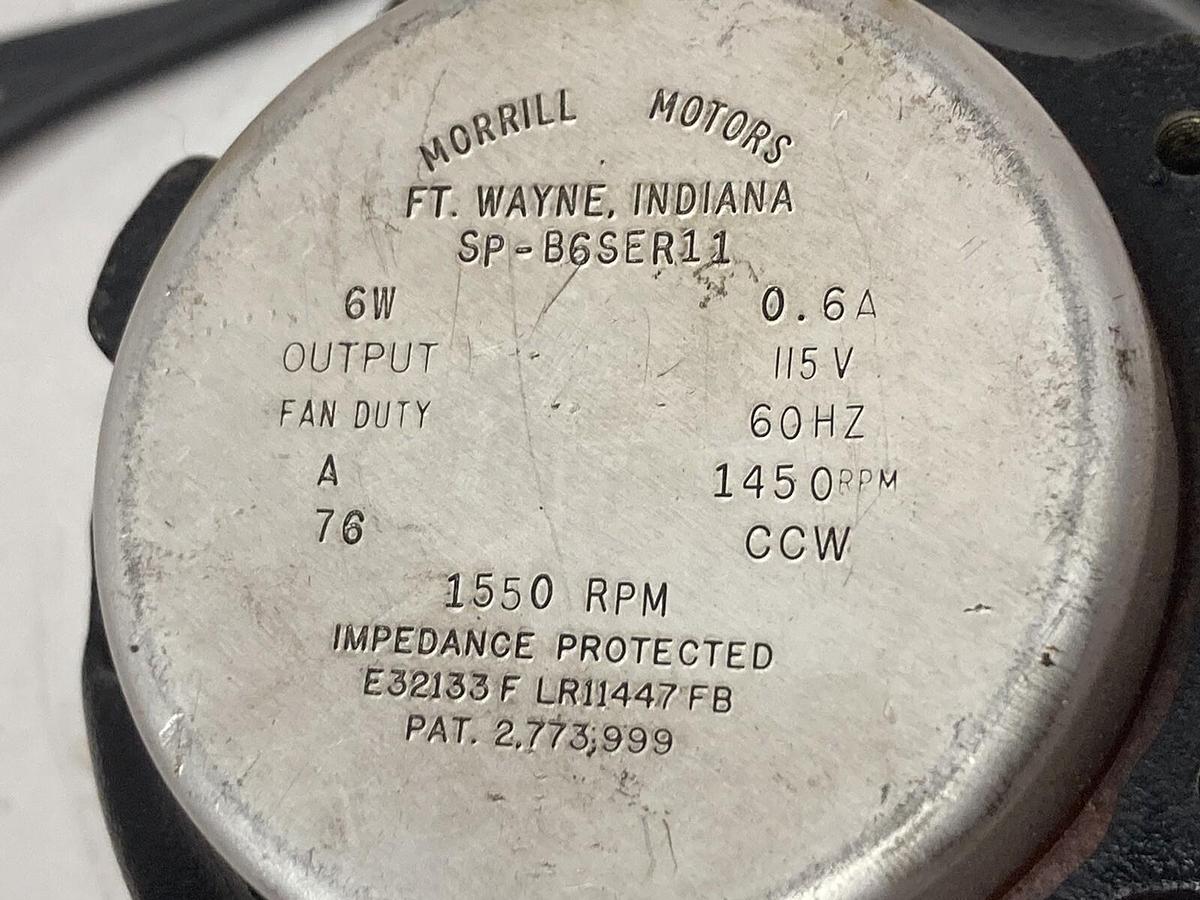 MORRILL MOTORS
FT. WAYNE, INDIANA
SP-B6SER11
6W 0.6A
OUTPUT 115 V
FAN DUTY 60HZ
A 1450RPM
76 CCW
1550 RPM
IMPEDANCE PROTECTED
E32133 F LR11447 FB
PAT. 2,773,999